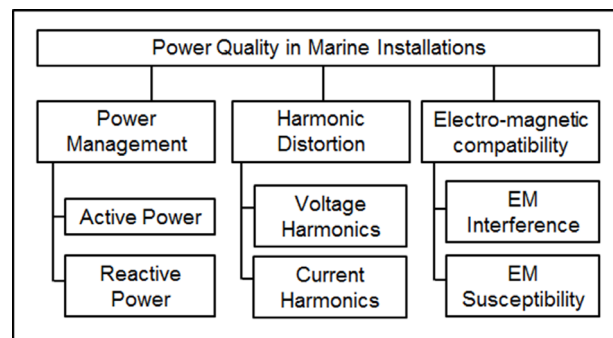 Power Quality in Marine Installations
Power
Management
Active Power
Reactive
Power
Harmonic
Distortion
Voltage
Harmonics
Current
Harmonics
Electro-magnetic
compatibility
EM
Interference
EM
Susceptibility